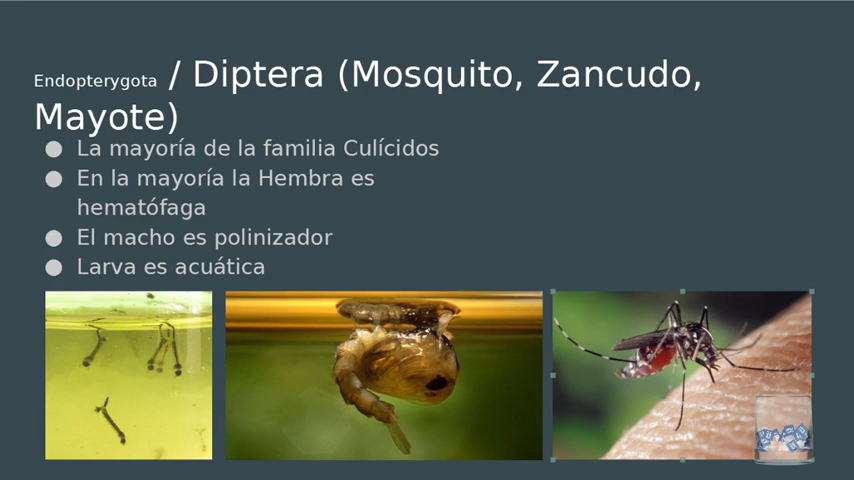 Endopterygota / Diptera (Mosquito, Zancudo,
Mayote)
● La mayoría de la familia Culícidos
● En la mayoría la Hembra es
hematófaga
● El macho es polinizador
● Larva es acuática